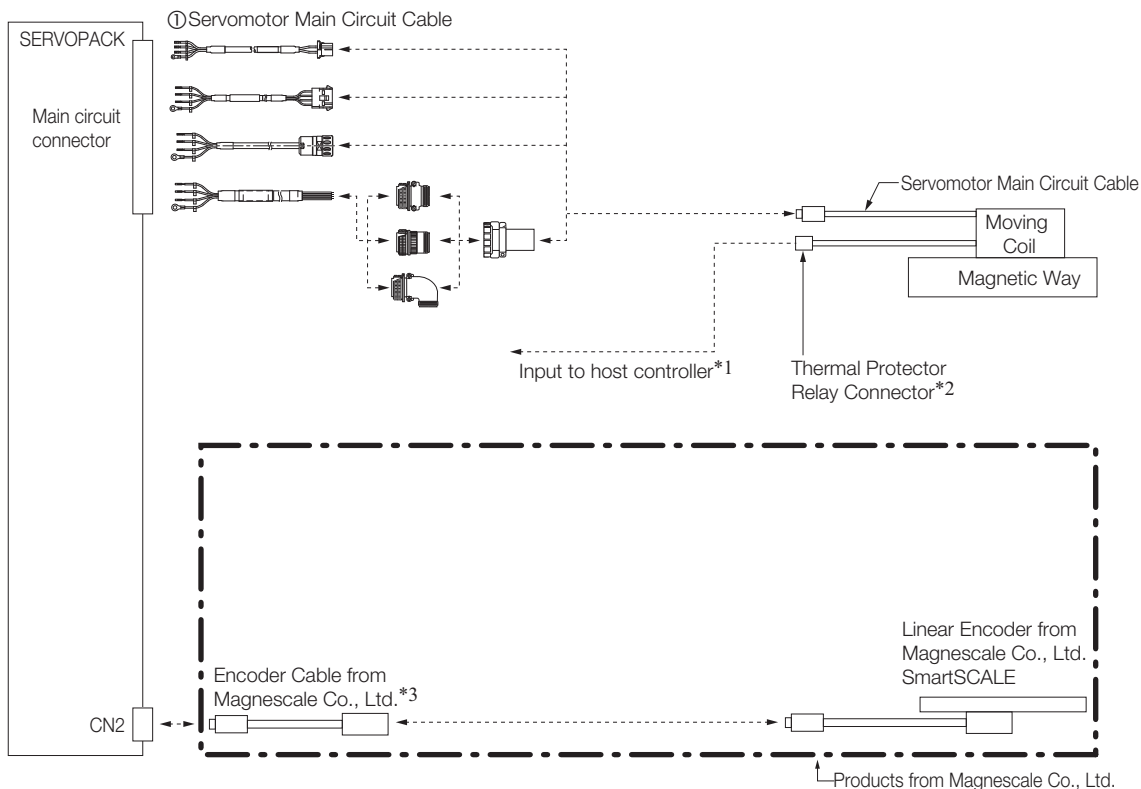 ①Servomotor Main Circuit Cable
SERVOPACK
Main circuit
connector
Servomotor Main Circuit Cable
Moving
Coil
Magnetic Way
Input to host controller*1
Thermal Protector
Relay Connector*2
Linear Encoder from
Magnescale Co., Ltd.
SmartSCALE
Encoder Cable from
Magnescale Co., Ltd.*3
CN2
Products from Magnescale Co., Ltd.